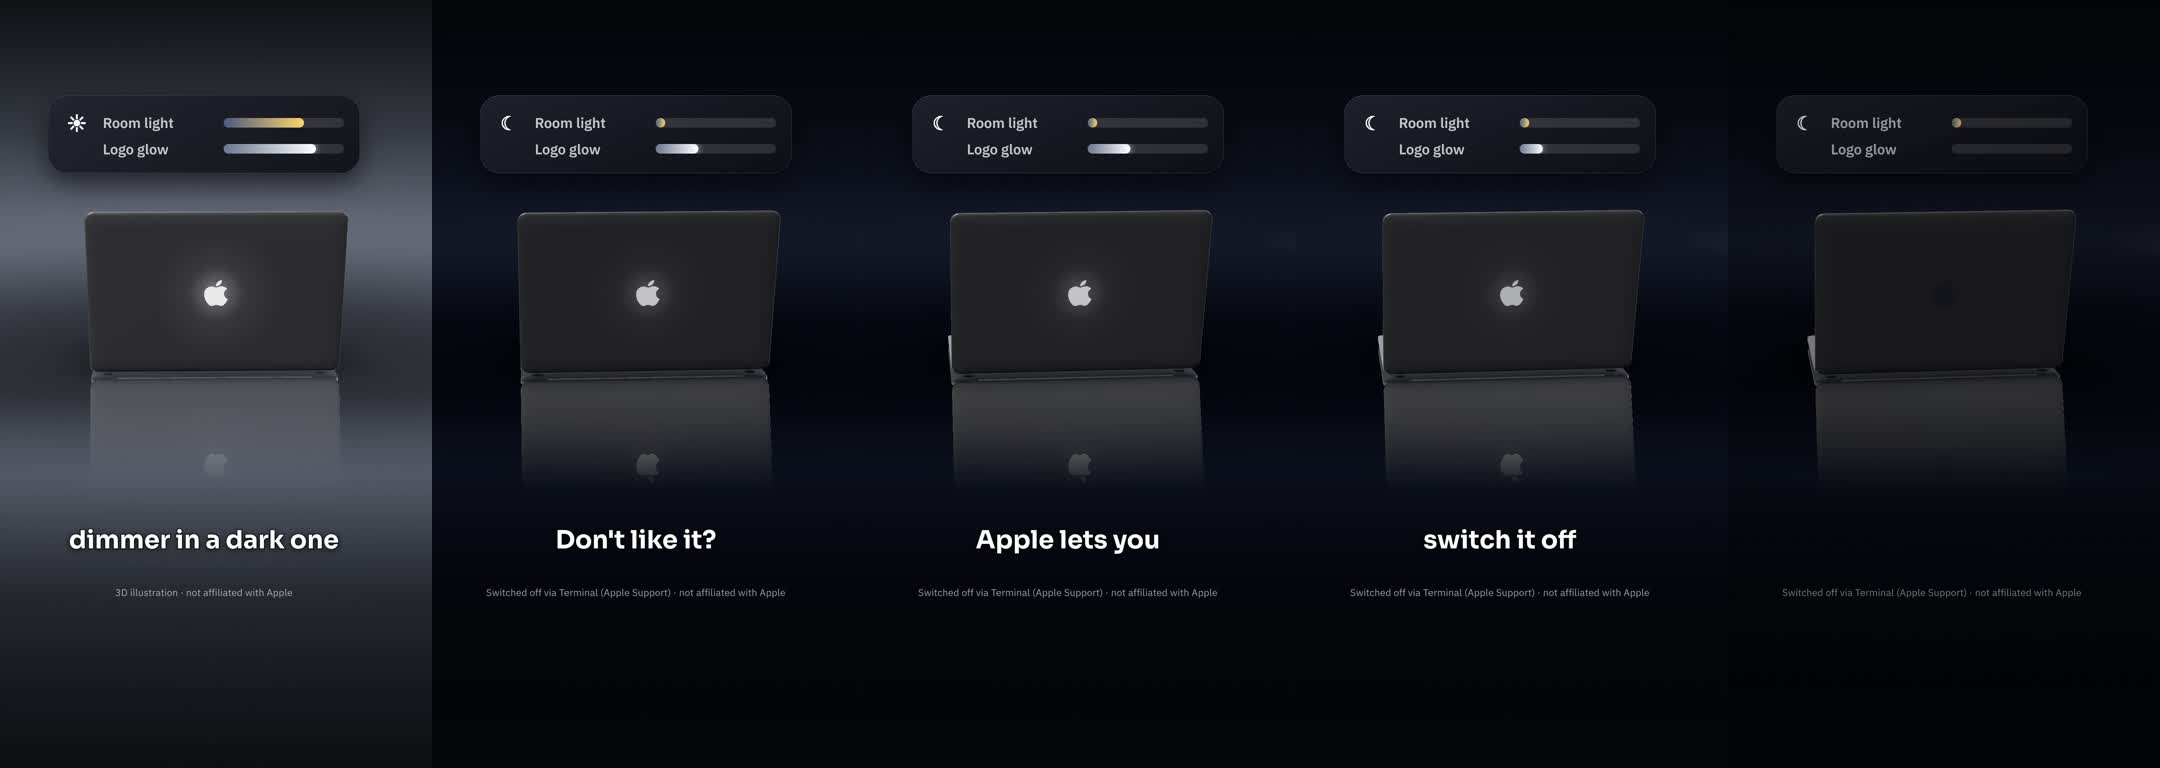 Room light
Logo glow
dimmer in a dark one
3D illustration · not affiliated with Apple
Room light
Logo glow
Don't like it?
Switched off via Terminal (Apple Support) · not affiliated with Apple
Room light
Logo glow
Apple lets you
Switched off via Terminal (Apple Support) · not affiliated with Apple
Room light
Logo glow
switch it off
Switched off via Terminal (Apple Support) · not affiliated with Apple
Room light
Logo glow
Switched off via Terminal (Apple Support) · not affiliated with Apple